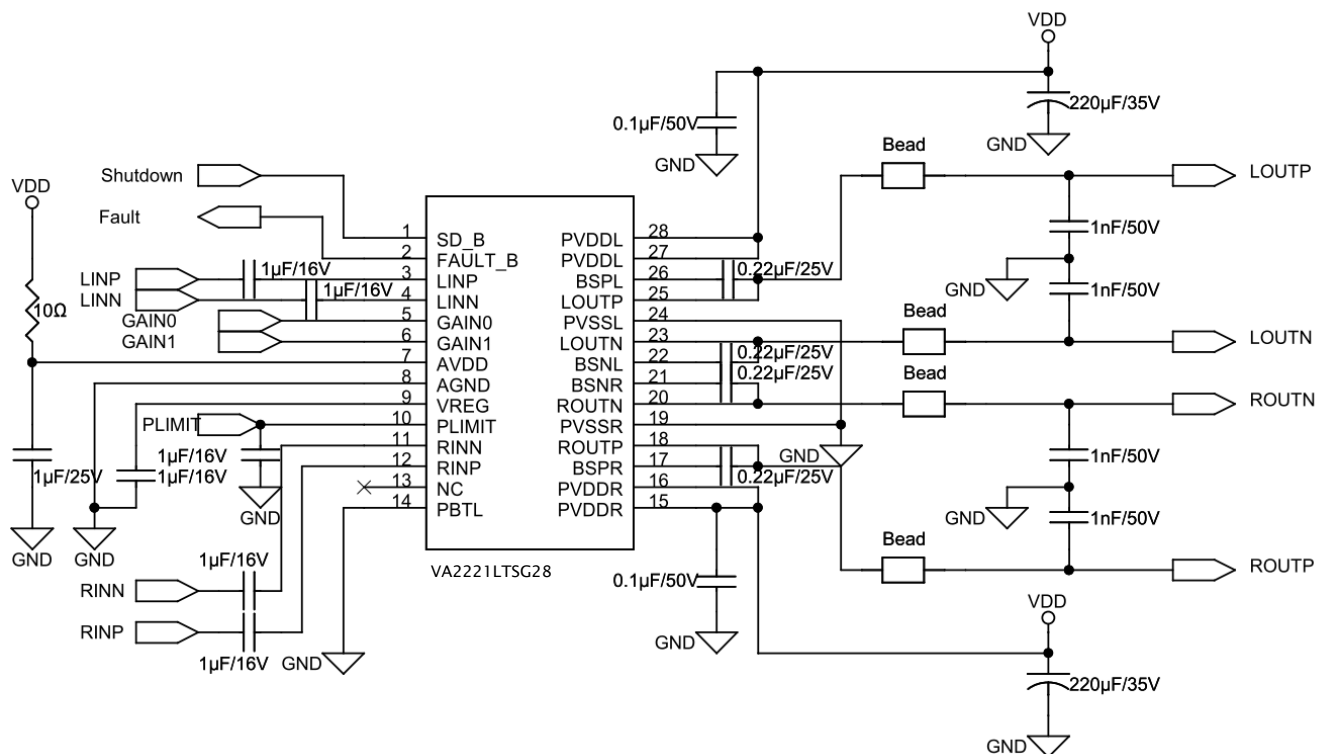 VDD
220µF/35V
0.1µF/50V
GND
GND
Bead
Shutdown
LOUTP
VDD
Fault
1 SD_B PVDDL 28
2 FAULT_B PVDDL 27
1nF/50V
LINP 1µF/16V 3 LINP BSPL 26 0.22µF/25V
LINN 1µF/16V 4 LINN LOUTP 25
GND
1nF/50V
10Ω
GAIN0 5 GAIN0 PVSSL 24
Bead
GAIN1 6 GAIN1 LOUTN 23
LOUTN
7 AVDD BSNL 22 0.22µF/25V
8 AGND BSNR 21 0.22µF/25V
Bead
9 VREG ROUTN 20
ROUTN
PLIMIT 10 PLIMIT PVSSR 19
11 RINN ROUTP 18
GND
1µF/16V
1nF/50V
12 RINP BSPR 17
1µF/25V 1µF/16V
0.22µF/25V
13 NC PVDDR 16
14 PBTL PVDDR 15
GND
GND
1nF/50V
GND GND
Bead
1µF/16V
VA2221LTSG28
0.1µF/50V
ROUTP
RINN
VDD
RINP
GND
1µF/16V GND
220µF/35V
GND